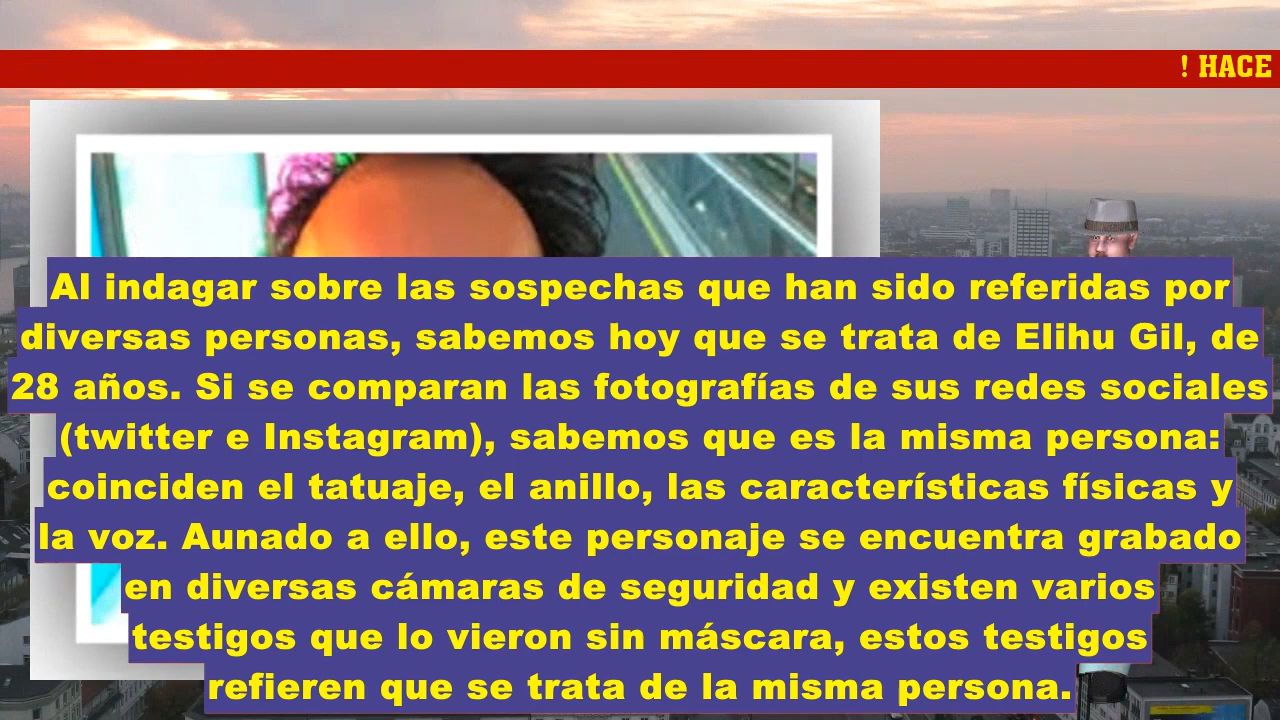 ! HACE
Al indagar sobre las sospechas que han sido referidas por
diversas personas, sabemos hoy que se trata de Elihu Gil, de
28 años. Si se comparan las fotografías de sus redes sociales
(twitter e Instagram), sabemos que es la misma persona:
coinciden el tatuaje, el anillo, las características físicas y
la voz. Aunado a ello, este personaje se encuentra grabado
en diversas cámaras de seguridad y existen varios
testigos que lo vieron sin máscara, estos testigos
refieren que se trata de la misma persona.